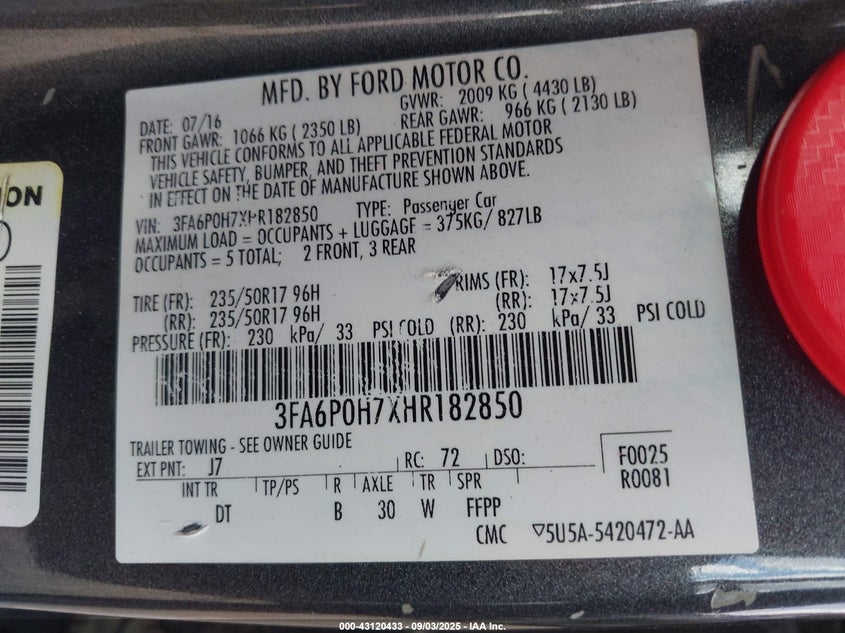 MFD. BY FORD MOTOR CO.
DATE: 07/16 GVWR: 2009 KG ( 4430 LB)
FRONT GAWR: 1066 KG ( 2350 LB) REAR GAWR: 966 KG ( 2130 LB)
THIS VEHICLE CONFORMS TO ALL APPLICABLE FEDERAL MOTOR
VEHICLE SAFETY, BUMPER, AND THEFT PREVENTION STANDARDS
IN EFFECT ON THE DATE OF MANUFACTURE SHOWN ABOVE.
VIN: 3FA6P0H7XHR182850 TYPE: Passenger Car
MAXIMUM LOAD = OCCUPANTS + LUGGAGE = 375KG/ 827LB
OCCUPANTS = 5 TOTAL; 2 FRONT, 3 REAR
TIRE (FR): 235/50R17 96H RIMS (FR): 17x7.5J
(RR): 235/50R17 96H (RR): 17x7.5J
PRESSURE (FR): 230 kPa/ 33 PSI COLD (RR): 230 kPa/ 33 PSI COLD
3FA6P0H7XHR182850
TRAILER TOWING - SEE OWNER GUIDE
EXT PNT: J7 RC: 72 DSO: F0025
R0081
INT TR TP/PS R AXLE TR SPR
DT B 30 W FFPP
CMC ▽5U5A-5420472-AA
ON
000-43120433 - 09/03/2025 - IAA Inc.